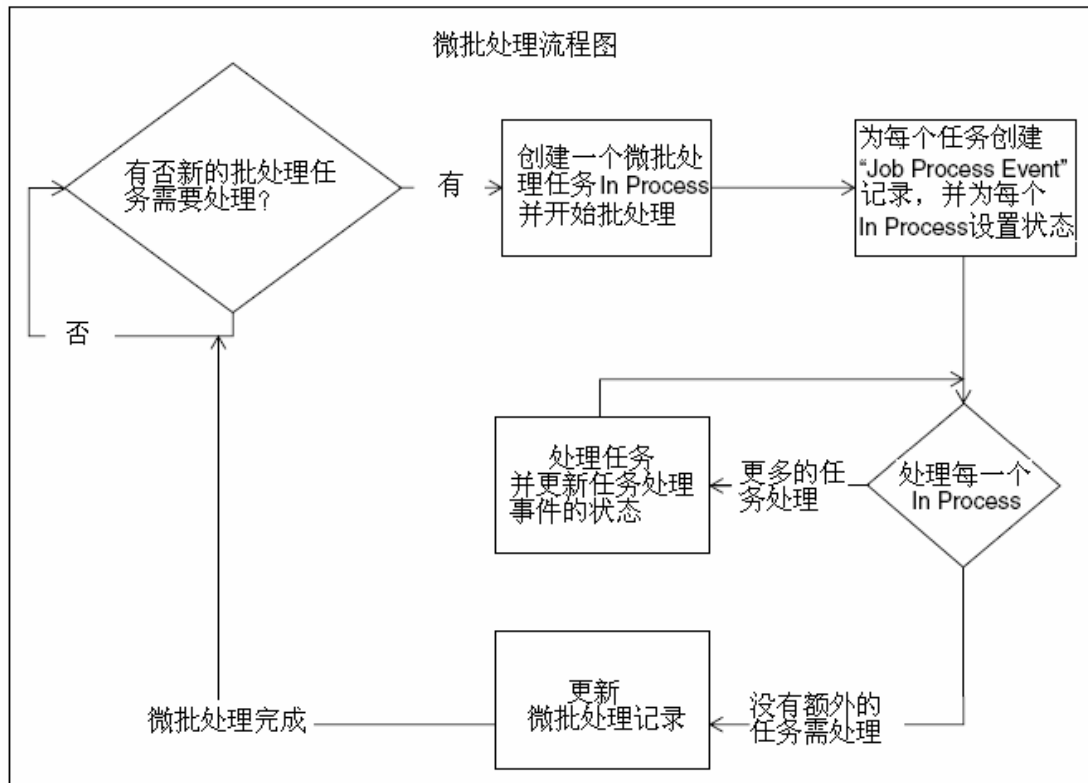 微批处理流程图
有否新的批处理任
务需要处理?
有
创建一个微批处
理任务In Process
并开始批处理
为每个任务创建
“Job Process Event”
记录，并为每个
In Process设置状态
否
处理任务
并更新任务处理
事件的状态
更多的任
务处理
处理每一个
In Process
更新
微批处理记录
没有额外的
任务需处理
微批处理完成